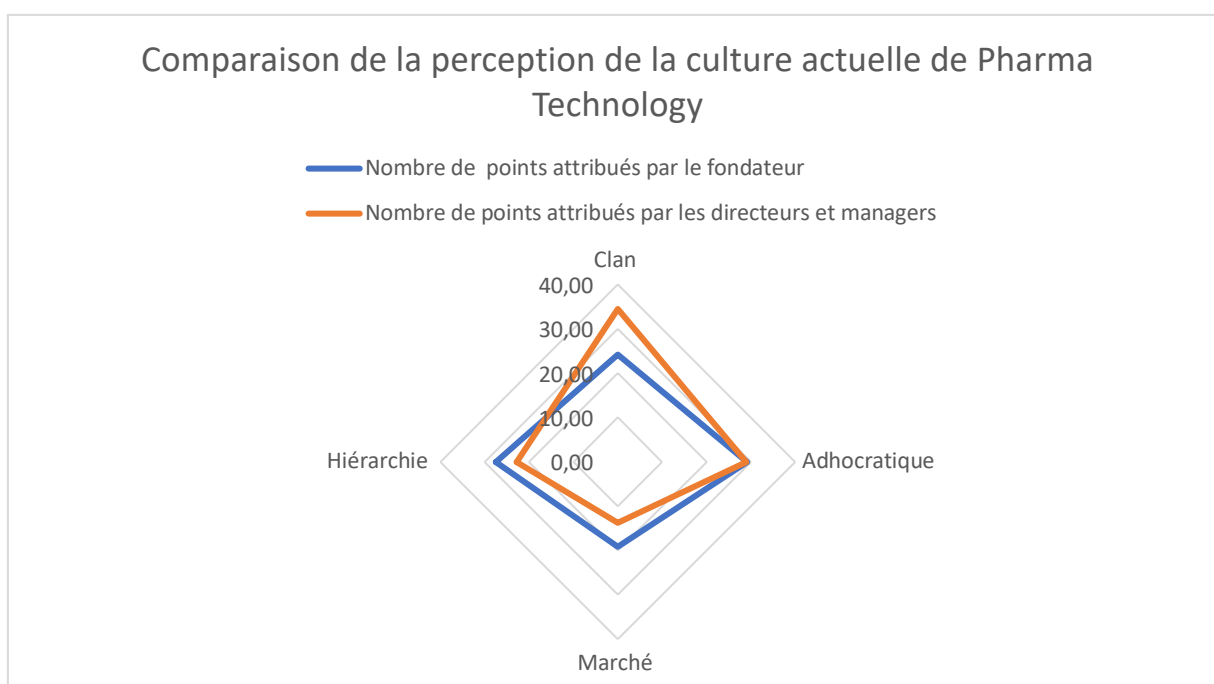 Comparaison de la perception de la culture actuelle de Pharma
Technology
Nombre de  points attribués par le fondateur
Nombre de points attribués par les directeurs et managers
Clan
40,00
30,00
20,00
10,00
0,00
Hiérarchie
Adhocratique
Marché